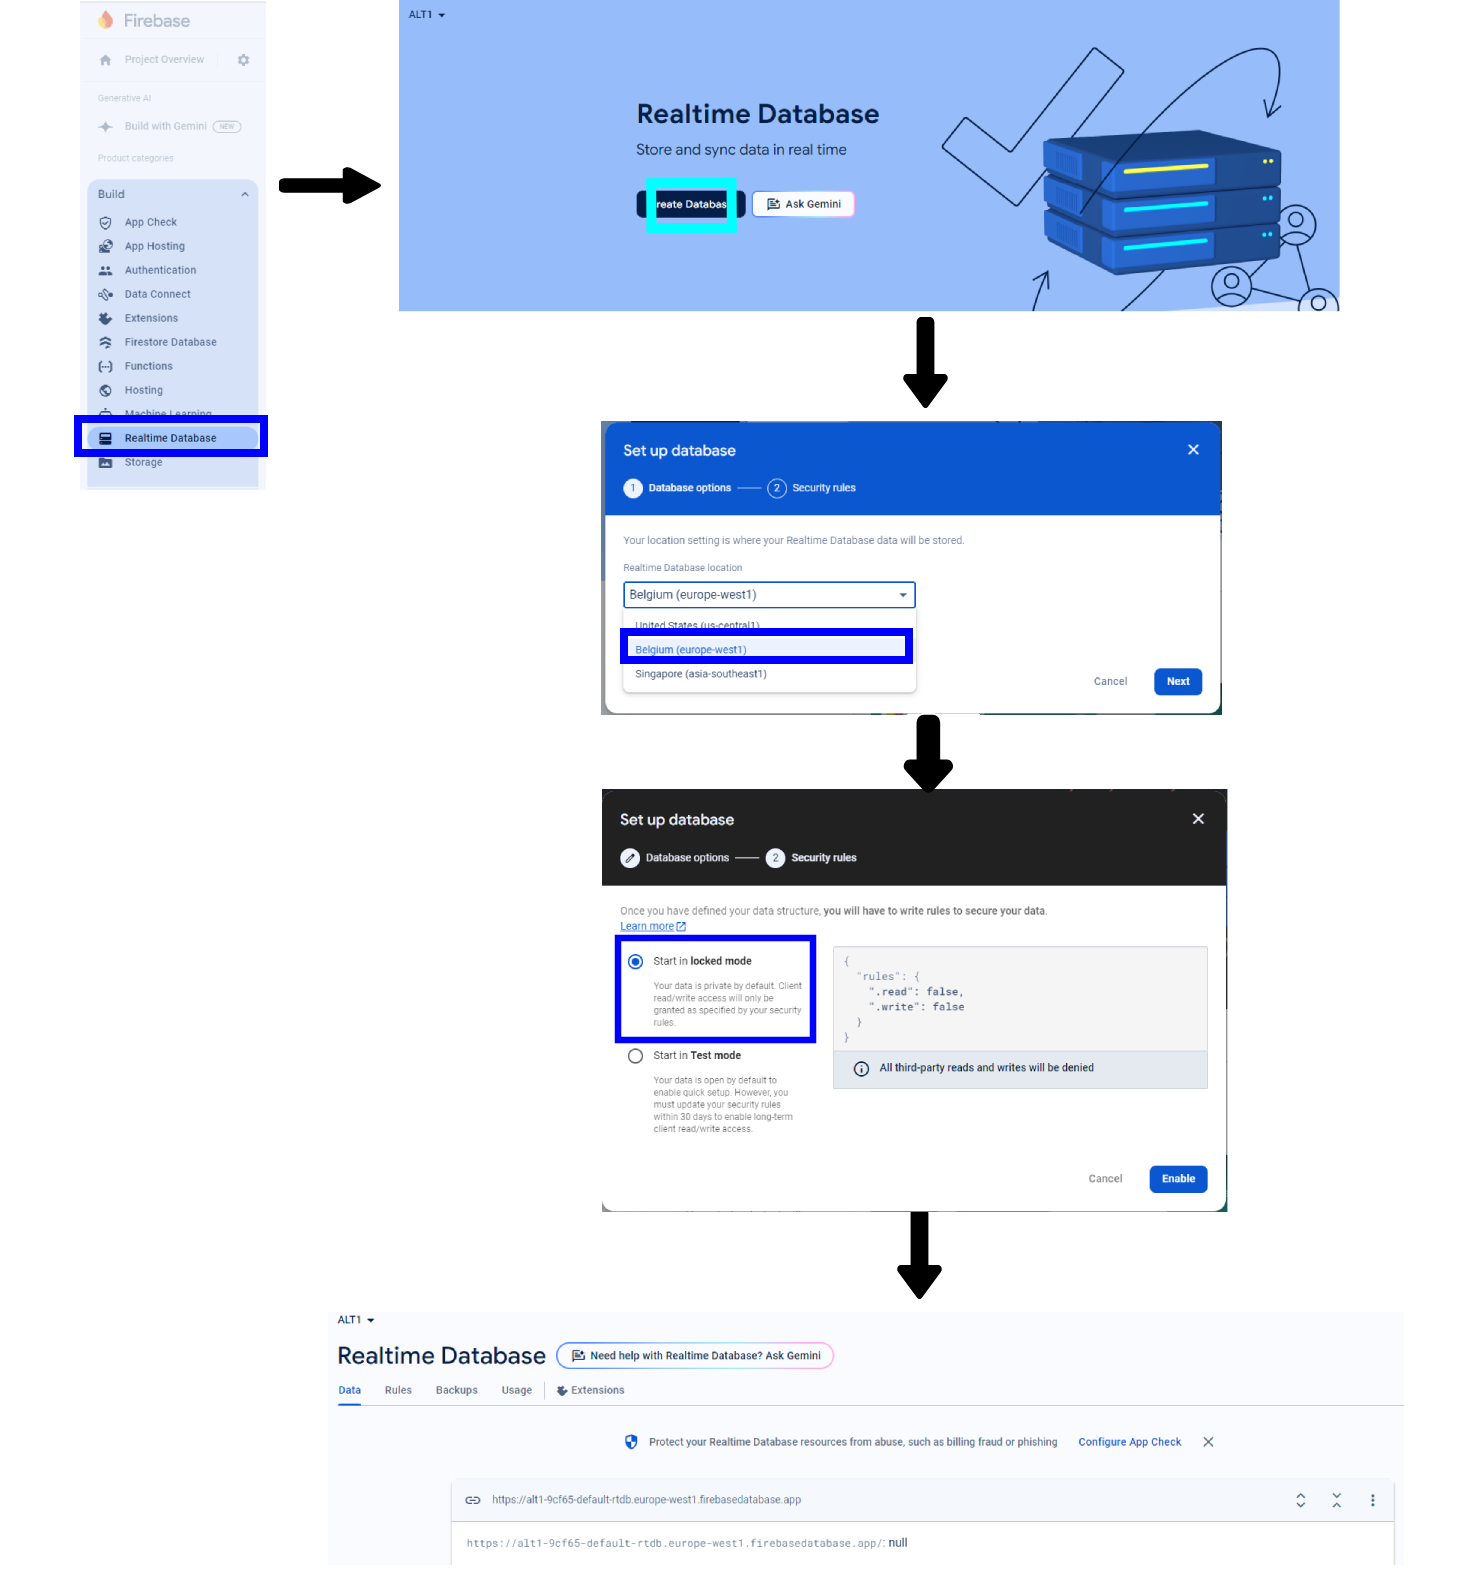 Firebase
Project Overview
Generative AI
Build with Gemini NEW
Product categories
Build
App Check
App Hosting
Authentication
Data Connect
Extensions
Firestore Database
Functions
Hosting
Machine Learning
Realtime Database
Storage
ALT1
Realtime Database
Store and sync data in real time
reate Databas
Ask Gemini
Set up database
1 Database options 2 Security rules
Your location setting is where your Realtime Database data will be stored.
Realtime Database location
Belgium (europe-west1)
United States (us-central1)
Belgium (europe-west1)
Singapore (asia-southeast1)
Cancel Next
Set up database
Database options 2 Security rules
Once you have defined your data structure, you will have to write rules to secure your data.
Learn more
Start in locked mode
Your data is private by default. Client
read/write access will only be
granted as specified by your security
rules.
Start in Test mode
Your data is open by default to
enable quick setup. However, you
must update your security rules
within 30 days to enable long-term
client read/write access.
{
"rules": {
".read": false,
".write": false
}
}
All third-party reads and writes will be denied
Cancel Enable
ALT1
Realtime Database
Need help with Realtime Database? Ask Gemini
Data Rules Backups Usage Extensions
Protect your Realtime Database resources from abuse, such as billing fraud or phishing Configure App Check
https://alt1-9cf65-default-rtdb.europe-west1.firebasedatabase.app
https://alt1-9cf65-default-rtdb.europe-west1.firebasedatabase.app/: null